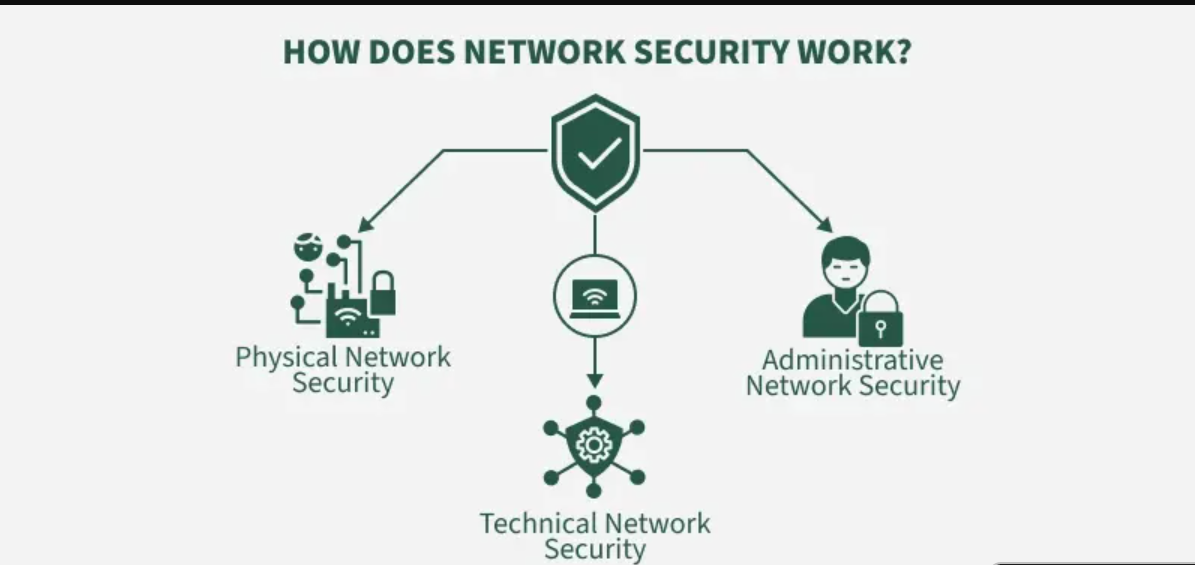 HOW DOES NETWORK SECURITY WORK?
Physical Network
Security
Administrative
Network Security
Technical Network
Security